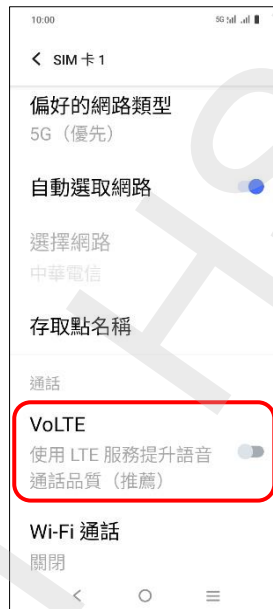 10:00
5G
SIM 卡 1
偏好的網路類型
5G（優先）
自動選取網路
選擇網路
中華電信
存取點名稱
通話
VoLTE
使用 LTE 服務提升語音
通話品質（推薦）
Wi-Fi 通話
關閉